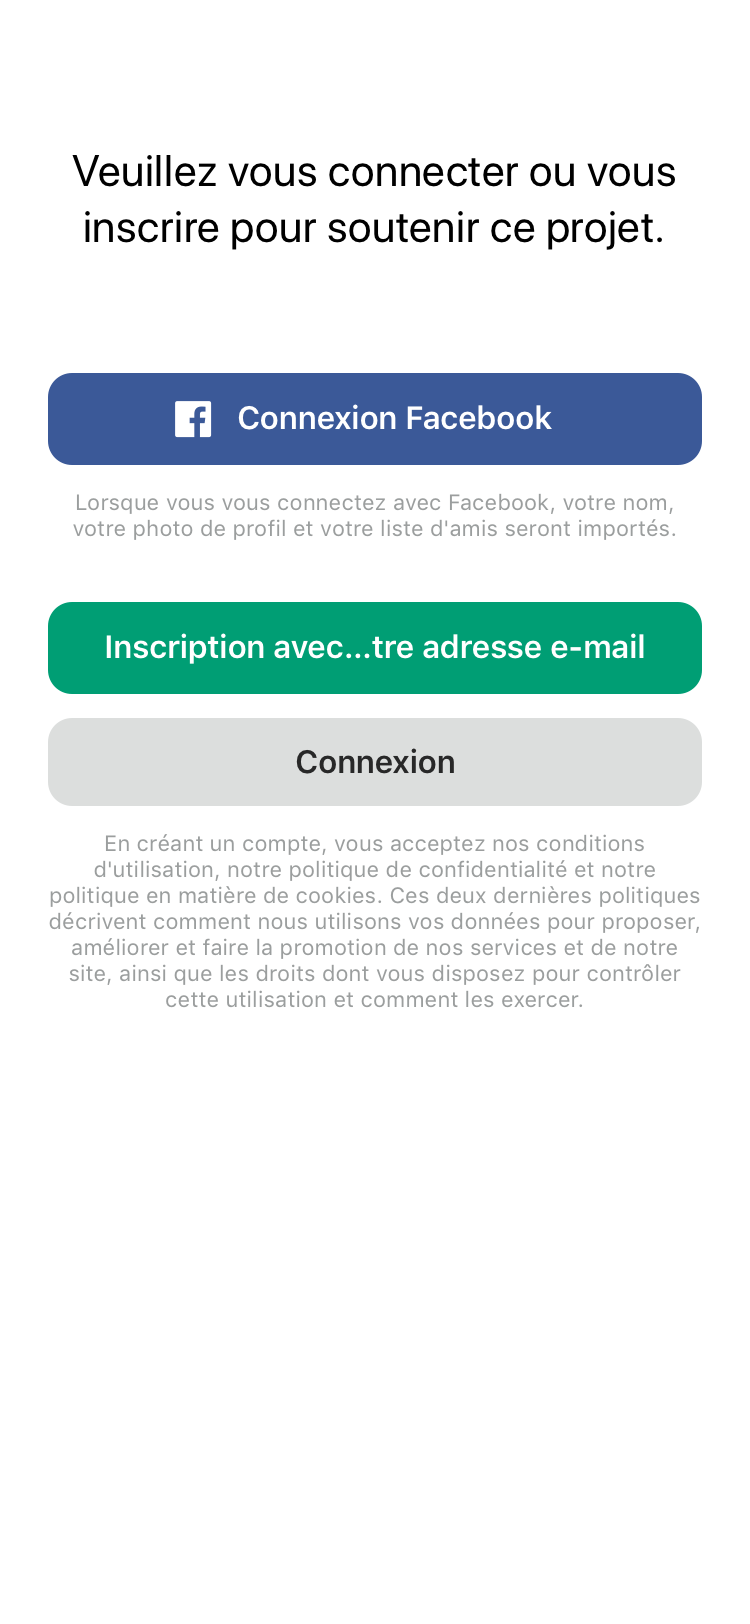 Veuillez vous connecter ou vous
inscrire pour soutenir ce projet.
Connexion Facebook
Lorsque vous vous connectez avec Facebook, votre nom,
votre photo de profil et votre liste d'amis seront importés.
Inscription avec...tre adresse e-mail
Connexion
En créant un compte, vous acceptez nos conditions
d'utilisation, notre politique de confidentialité et notre
politique en matière de cookies. Ces deux dernières politiques
décrivent comment nous utilisons vos données pour proposer,
améliorer et faire la promotion de nos services et de notre
site, ainsi que les droits dont vous disposez pour contrôler
cette utilisation et comment les exercer.